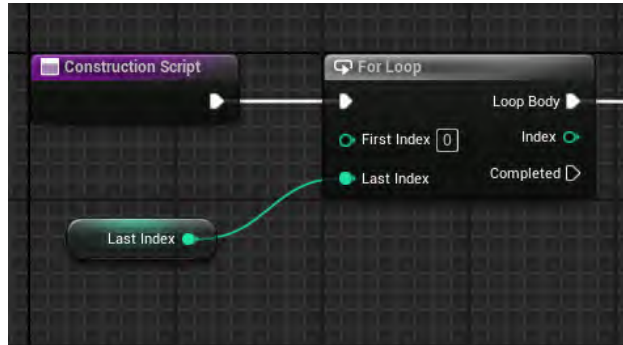 Construction Script
For Loop
Loop Body
First Index 0
Index
Last Index
Completed
Last Index